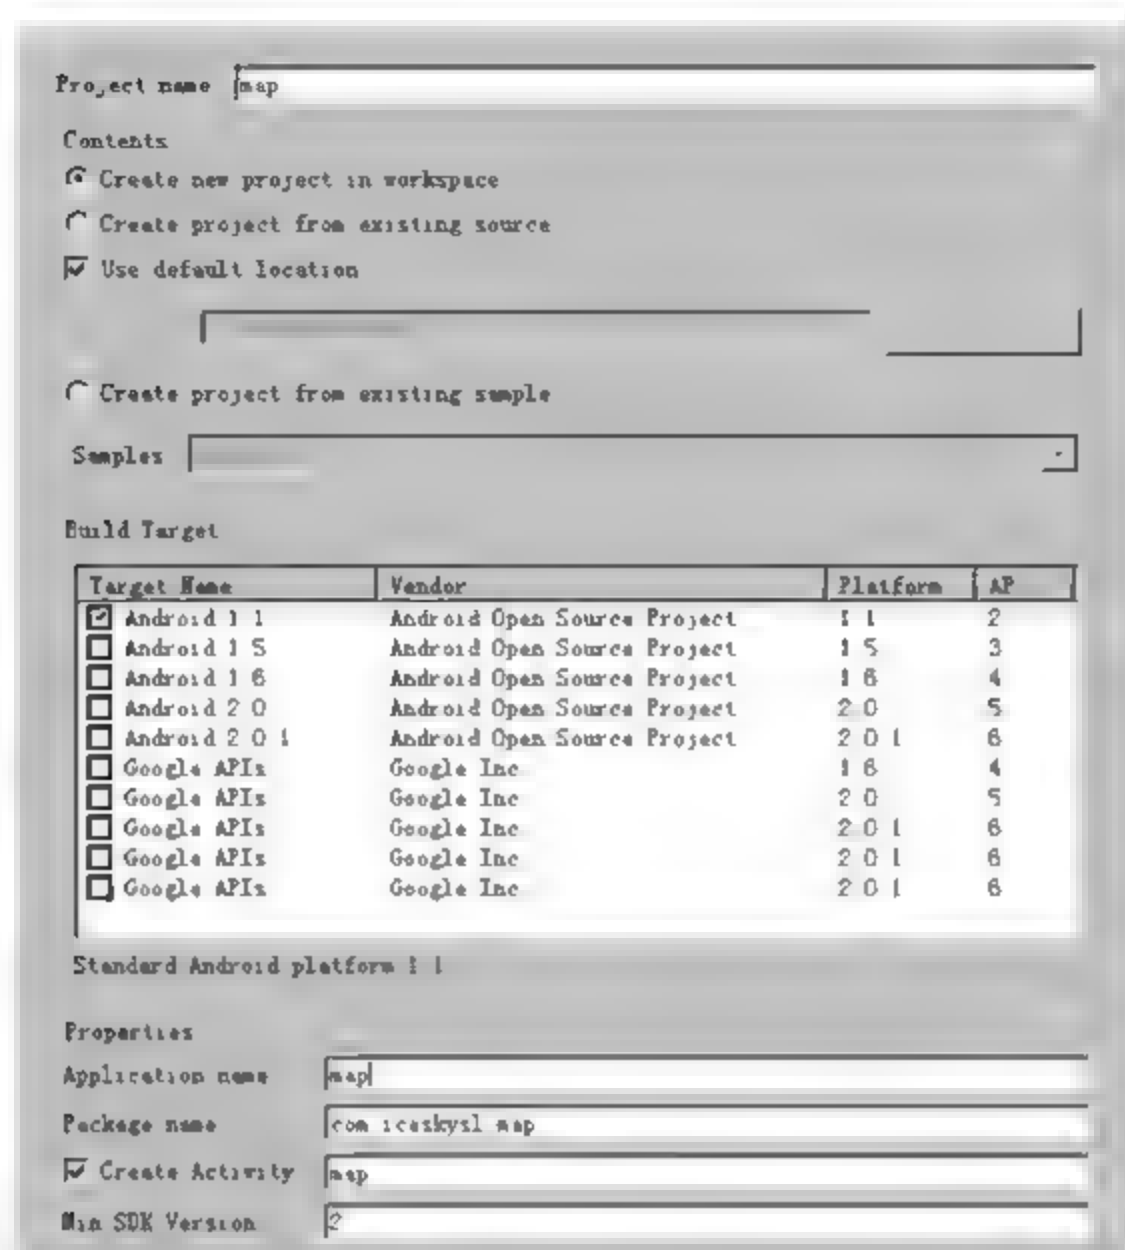 Project name map
Contents
Create new project in workspace
Create project from existing source
Use default location
Create project from existing sample
Samples
Build Target
Target Name Vendor Platform AP
Android 1 1 Android Open Source Project 1 1 2
Android 1 5 Android Open Source Project 1 5 3
Android 1 6 Android Open Source Project 1 6 4
Android 2 0 Android Open Source Project 2 0 5
Android 2 0 1 Android Open Source Project 2 0 1 6
Google APIs Google Inc 1 6 4
Google APIs Google Inc 2 0 5
Google APIs Google Inc 2 0 1 6
Google APIs Google Inc 2 0 1 6
Google APIs Google Inc 2 0 1 6
Standard Android platform 1 1
Properties
Application name map
Package name com iceskysl map
Create Activity map
Min SDK Version 2